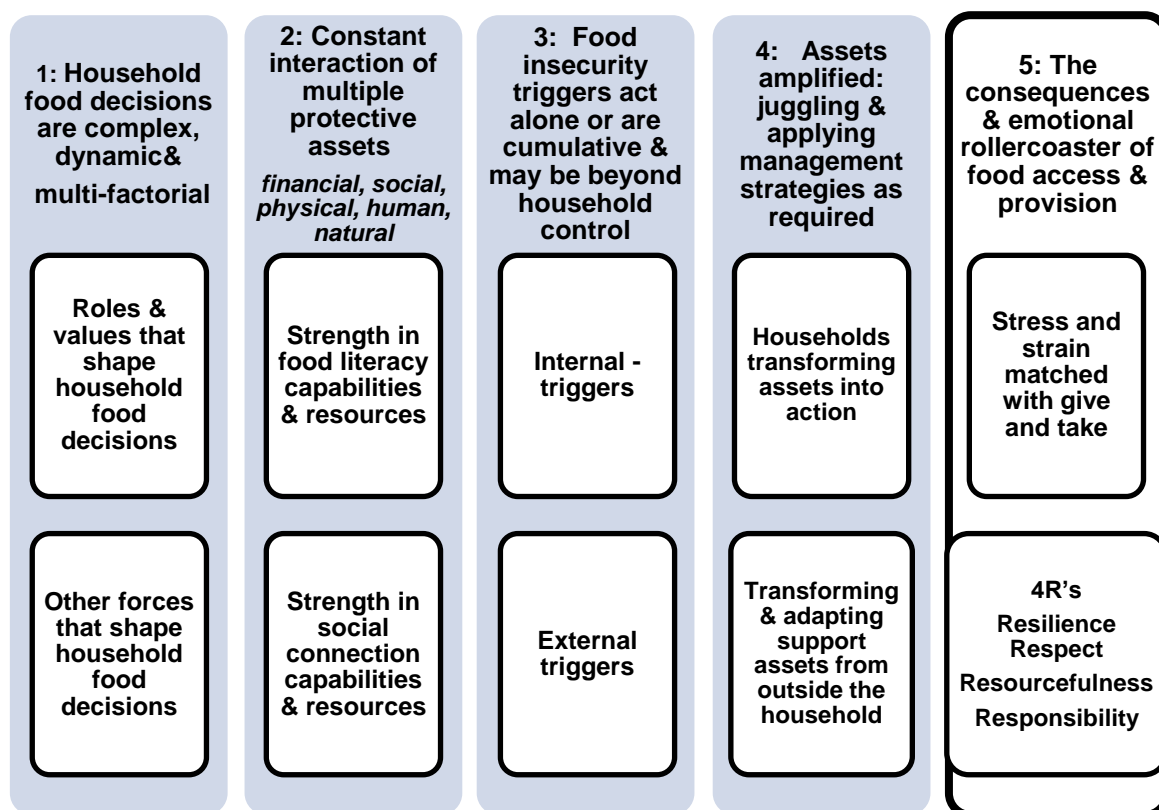 1: Household
food decisions
are complex,
dynamic&
multi-factorial
Roles &
values that
shape
household
food
decisions
Other forces
that shape
household
food
decisions
2: Constant
interaction of
multiple
protective
assets
financial, social,
physical, human,
natural
Strength in
food literacy
capabilities
& resources
Strength in
social
connection
capabilities
& resources
3: Food
insecurity
triggers act
alone or are
cumulative &
may be beyond
household
control
Internal -
triggers
External
triggers
4: Assets
amplified:
juggling &
applying
management
strategies as
required
Households
transforming
assets into
action
Transforming
& adapting
support
assets from
outside the
household
5: The
consequences
& emotional
rollercoaster of
food access &
provision
Stress and
strain
matched
with give
and take
4R’s
Resilience
Respect
Resourcefulness
Responsibility